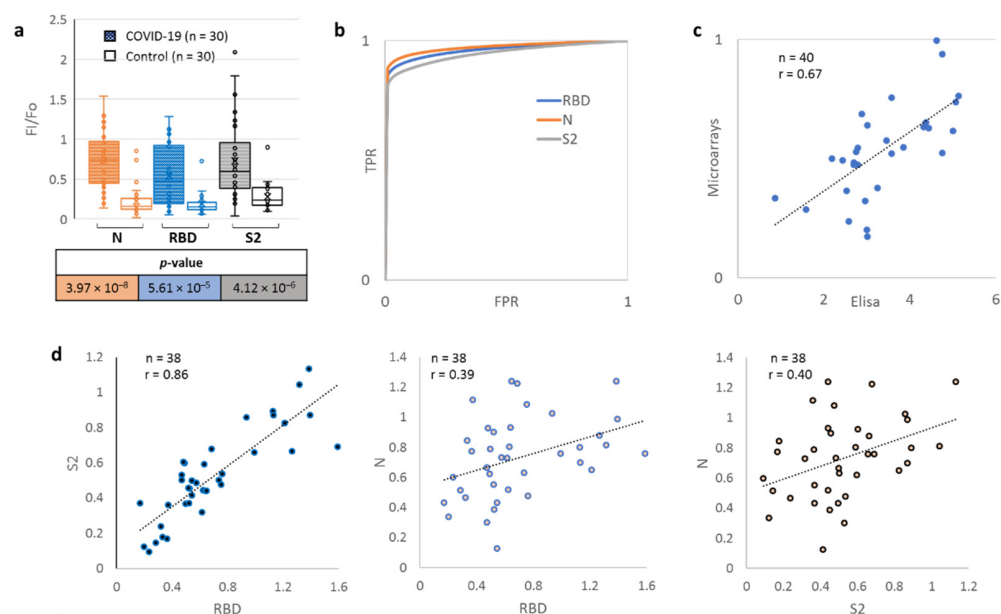 a
COVID-19 (n = 30)
Control (n = 30)
FI/Fo
2.5
2
1.5
1
0.5
0
N RBD S2
p-value
3.97 × 10⁻⁸ 5.61 × 10⁻⁵ 4.12 × 10⁻⁶
b
1
TPR
RBD
N
S2
0
0 FPR 1
c
1
n = 40
r = 0.67
Microarrays
0
0 2 Elisa 4 6
d
n = 38
r = 0.86
S2
1.2
1
0.8
0.6
0.4
0.2
0
0 0.4 0.8 1.2 1.6
RBD
n = 38
r = 0.39
N
1.4
1.2
1
0.8
0.6
0.4
0.2
0
0 0.4 0.8 1.2 1.6
RBD
n = 38
r = 0.40
N
1.4
1.2
1
0.8
0.6
0.4
0.2
0
0 0.2 0.4 0.6 0.8 1 1.2
S2